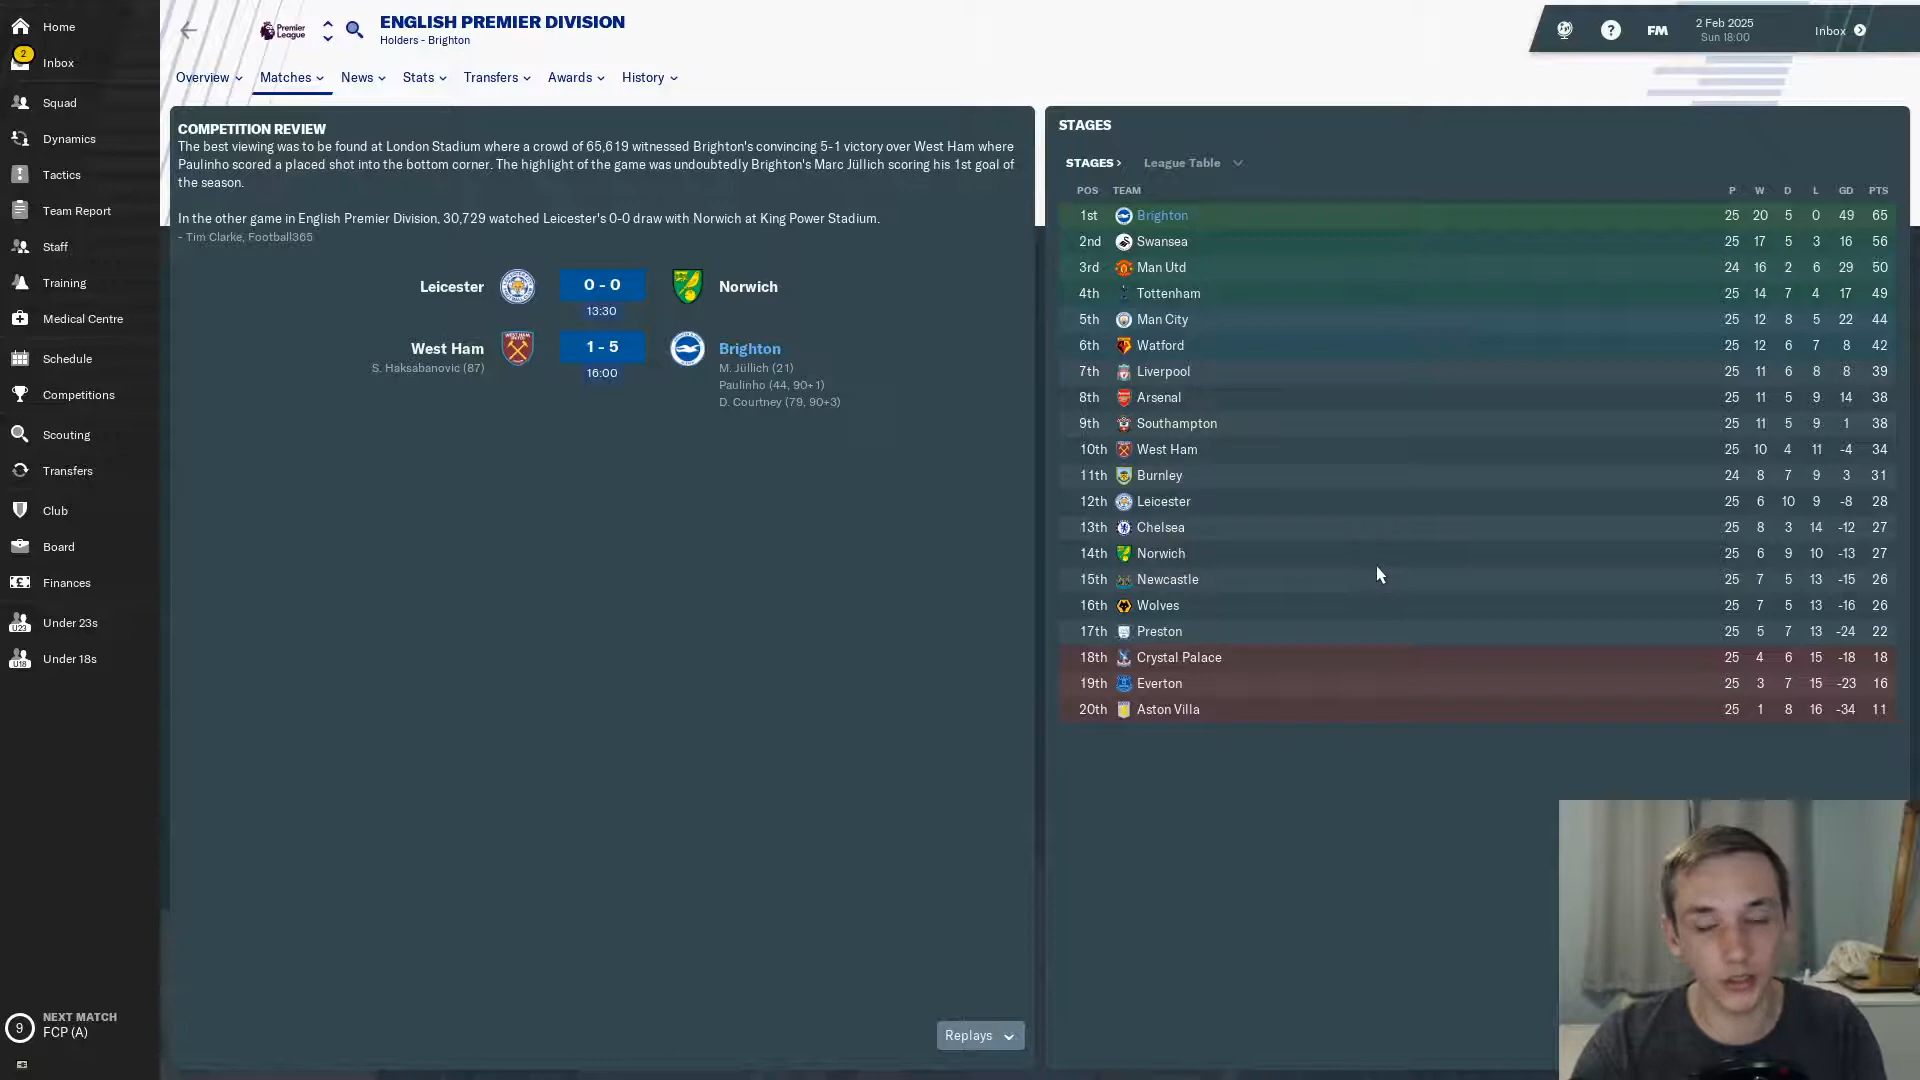 Home
2
Inbox
Squad
Dynamics
Tactics
Team Report
Staff
Training
Medical Centre
Schedule
Competitions
Scouting
Transfers
Club
Board
Finances
U23
Under 23s
U18
Under 18s
9
NEXT MATCH
FCP (A)
Premier League
ENGLISH PREMIER DIVISION
Holders - Brighton
?
FM
2 Feb 2025
Sun 18:00
Inbox
Overview Matches News Stats Transfers Awards History
COMPETITION REVIEW
The best viewing was to be found at London Stadium where a crowd of 65,619 witnessed Brighton's convincing 5-1 victory over West Ham where
Paulinho scored a placed shot into the bottom corner. The highlight of the game was undoubtedly Brighton's Marc Jüllich scoring his 1st goal of
the season.
In the other game in English Premier Division, 30,729 watched Leicester's 0-0 draw with Norwich at King Power Stadium.
- Tim Clarke, Football365
Leicester 0 - 0 Norwich
13:30
West Ham 1 - 5 Brighton
S. Haksabanovic (87) 16:00 M. Jüllich (21)
Paulinho (44, 90+1)
D. Courtney (79, 90+3)
Replays
STAGES
STAGES> League Table
POS TEAM P W D L GD PTS
1st Brighton 25 20 5 0 49 65
2nd Swansea 25 17 5 3 16 56
3rd Man Utd 24 16 2 6 29 50
4th Tottenham 25 14 7 4 17 49
5th Man City 25 12 8 5 22 44
6th Watford 25 12 6 7 8 42
7th Liverpool 25 11 6 8 8 39
8th Arsenal 25 11 5 9 14 38
9th Southampton 25 11 5 9 1 38
10th West Ham 25 10 4 11 -4 34
11th Burnley 24 8 7 9 3 31
12th Leicester 25 6 10 9 -8 28
13th Chelsea 25 8 3 14 -12 27
14th Norwich 25 6 9 10 -13 27
15th Newcastle 25 7 5 13 -15 26
16th Wolves 25 7 5 13 -16 26
17th Preston 25 5 7 13 -24 22
18th Crystal Palace 25 4 6 15 -18 18
19th Everton 25 3 7 15 -23 16
20th Aston Villa 25 1 8 16 -34 11